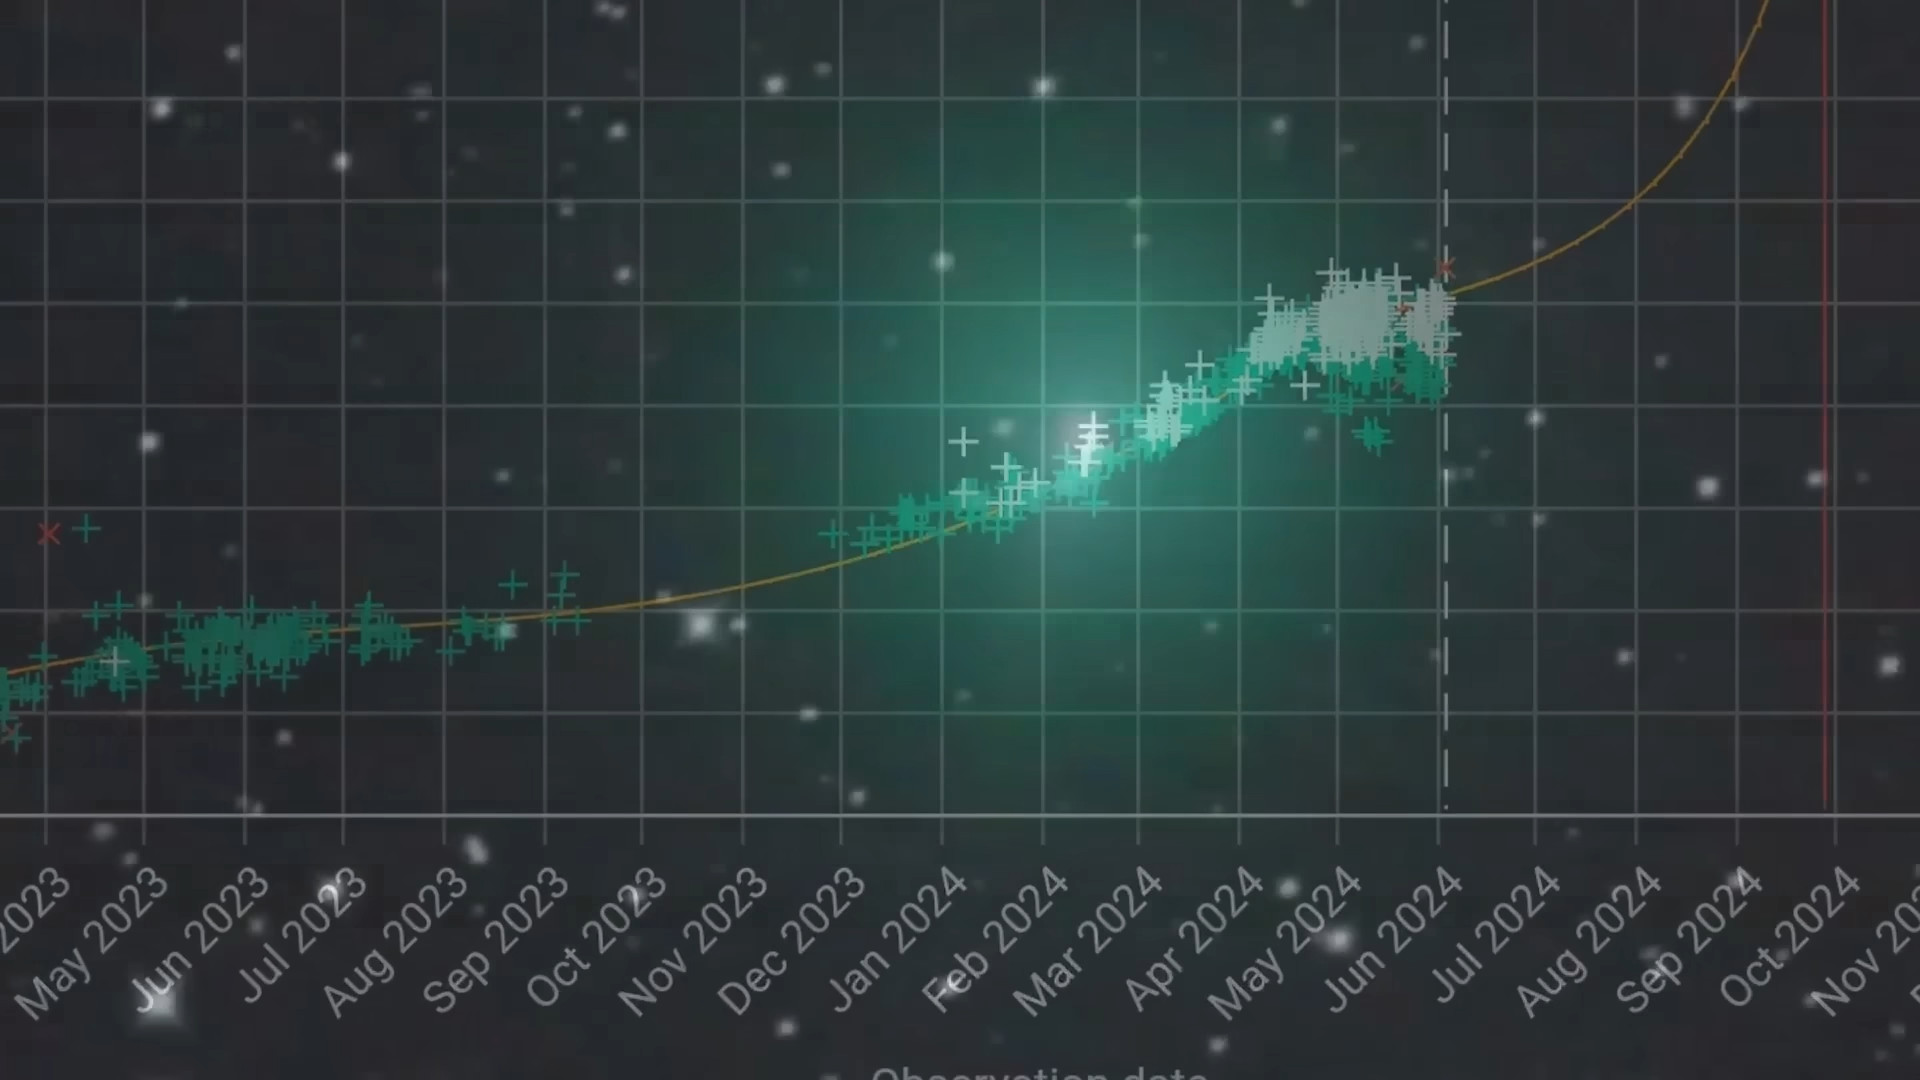 2023
May 2023
Jun 2023
Jul 2023
Aug 2023
Sep 2023
Oct 2023
Nov 2023
Dec 2023
Jan 2024
Feb 2024
Mar 2024
Apr 2024
May 2024
Jun 2024
Jul 2024
Aug 2024
Sep 2024
Oct 2024
Nov 202
Observation date